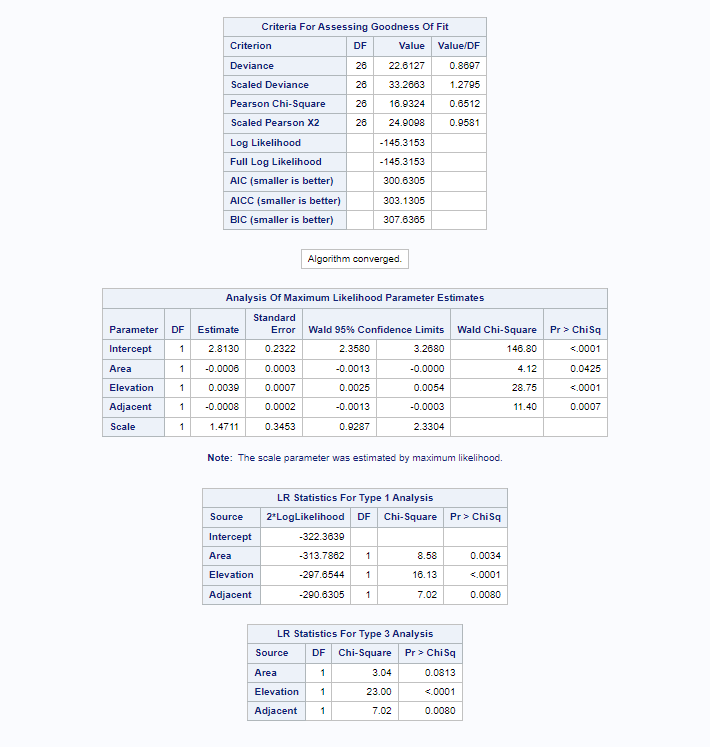 Criteria For Assessing Goodness Of Fit
Criterion DF Value Value/DF
Deviance 26 22.6127 0.8697
Scaled Deviance 26 33.2663 1.2795
Pearson Chi-Square 26 16.9324 0.6512
Scaled Pearson X2 26 24.9098 0.9581
Log Likelihood -145.3153
Full Log Likelihood -145.3153
AIC (smaller is better) 300.6305
AICC (smaller is better) 303.1305
BIC (smaller is better) 307.6365
Algorithm converged.
Analysis Of Maximum Likelihood Parameter Estimates
Parameter DF Estimate Standard Error Wald 95% Confidence Limits Wald Chi-Square Pr > ChiSq
Intercept 1 2.8130 0.2322 2.3580 3.2680 146.80 <.0001
Area 1 -0.0006 0.0003 -0.0013 -0.0000 4.12 0.0425
Elevation 1 0.0039 0.0007 0.0025 0.0054 28.75 <.0001
Adjacent 1 -0.0008 0.0002 -0.0013 -0.0003 11.40 0.0007
Scale 1 1.4711 0.3453 0.9287 2.3304
Note: The scale parameter was estimated by maximum likelihood.
LR Statistics For Type 1 Analysis
Source 2*LogLikelihood DF Chi-Square Pr > ChiSq
Intercept -322.3639
Area -313.7862 1 8.58 0.0034
Elevation -297.6544 1 16.13 <.0001
Adjacent -290.6305 1 7.02 0.0080
LR Statistics For Type 3 Analysis
Source DF Chi-Square Pr > ChiSq
Area 1 3.04 0.0813
Elevation 1 23.00 <.0001
Adjacent 1 7.02 0.0080